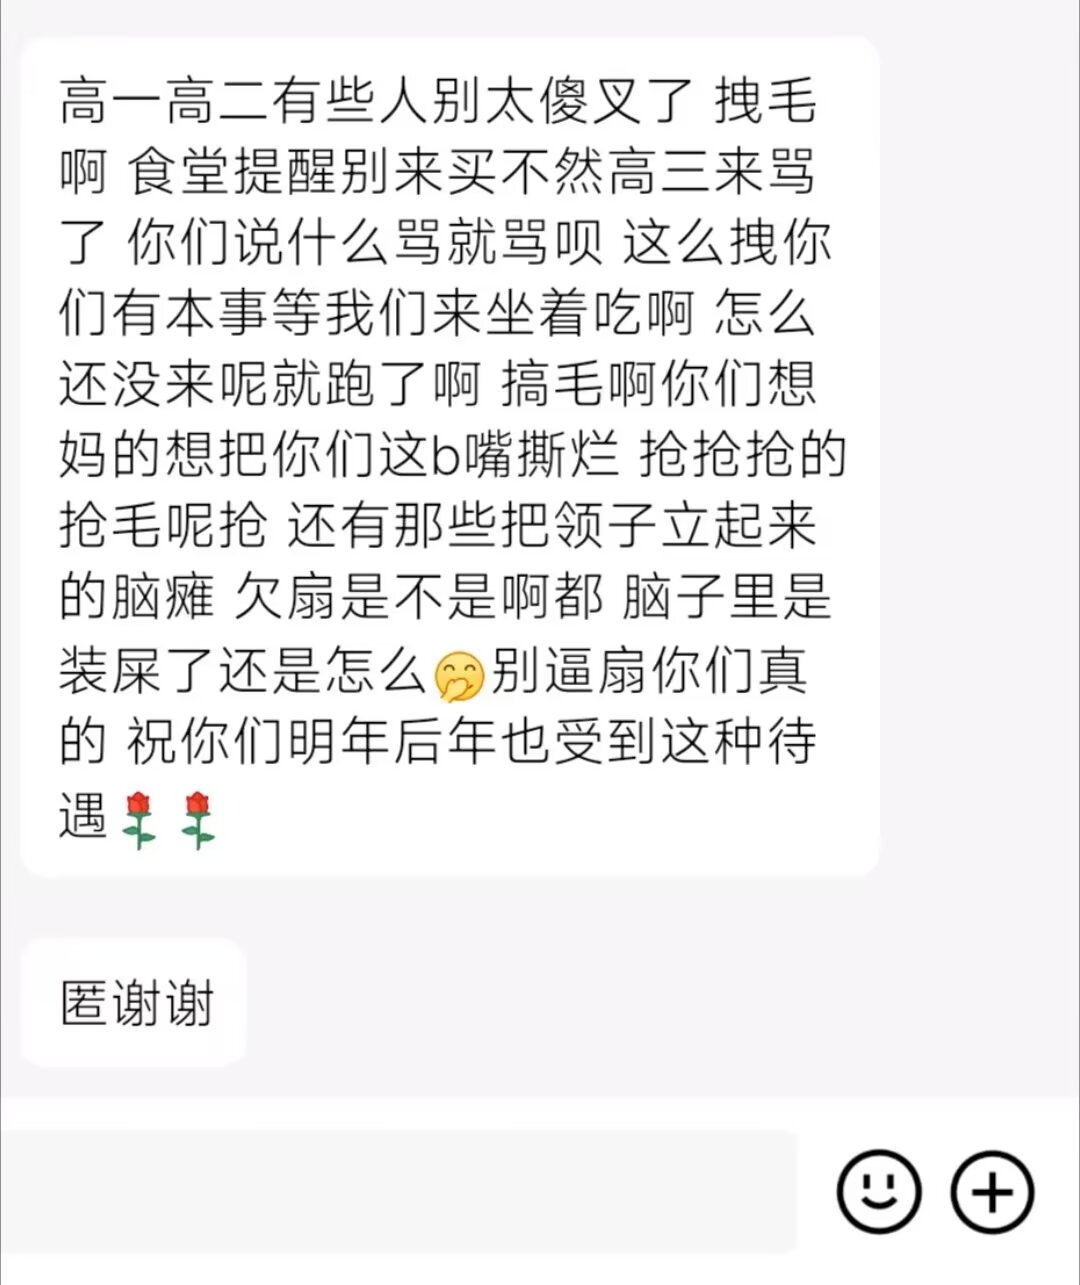 高一高二有些人别太傻叉了 拽毛
啊 食堂提醒别来买不然高三来骂
了 你们说什么骂就骂呗 这么拽你
们有本事等我们来坐着吃啊 怎么
还没来呢就跑了啊 搞毛啊你们想
妈的想把你们这b嘴撕烂 抢抢抢的
抢毛呢抢 还有那些把领子立起来
的脑瘫 欠扇是不是啊都 脑子里是
装屎了还是怎么🤭别逼扇你们真
的 祝你们明年后年也受到这种待
遇🌹🌹
匿谢谢